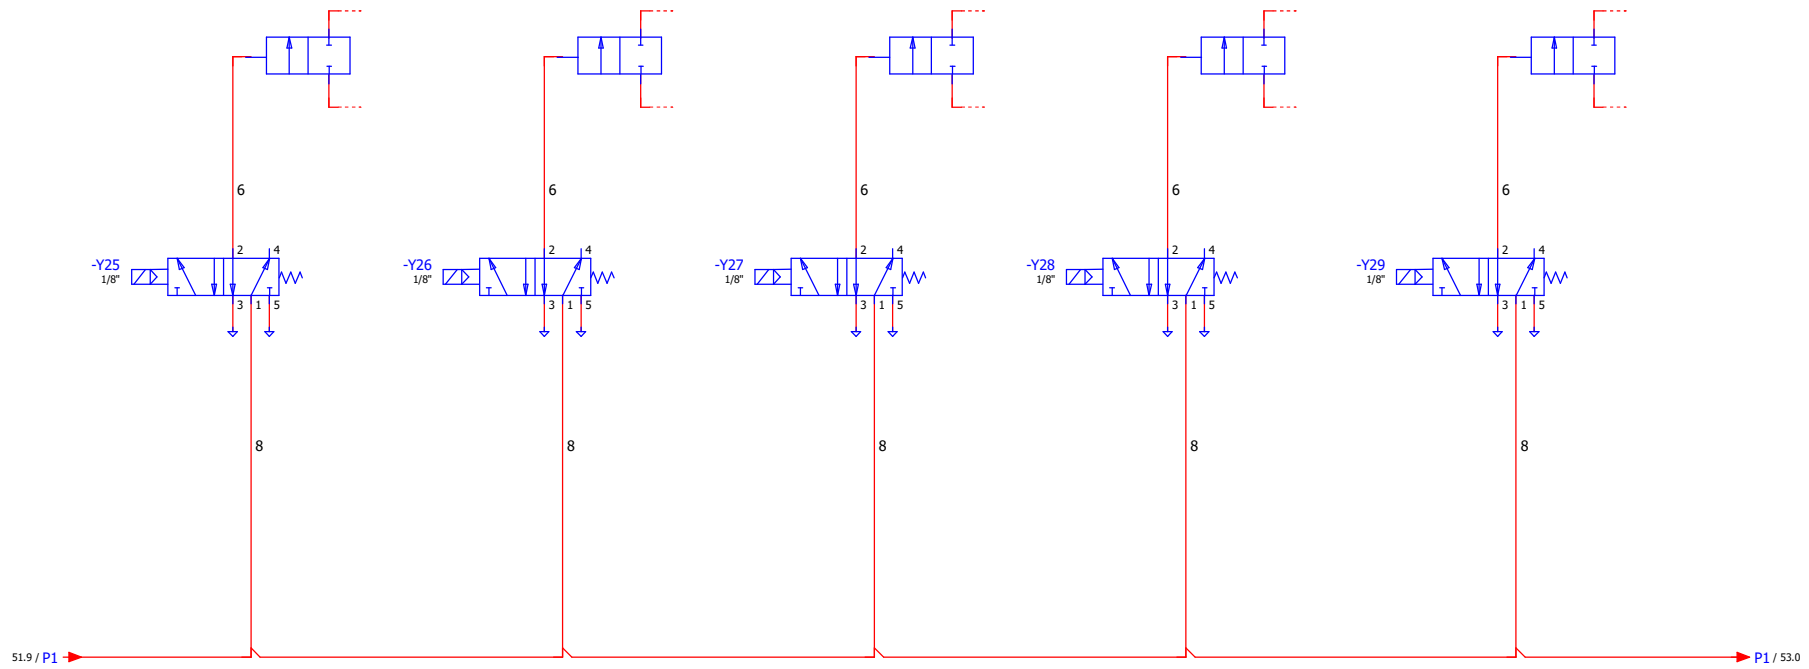 6 6 6 6 6
2 4 2 4 2 4 2 4 2 4
-Y25 -Y26 -Y27 -Y28 -Y29
1/8" 1/8" 1/8" 1/8" 1/8"
3 1 5 3 1 5 3 1 5 3 1 5 3 1 5
8 8 8 8 8
51.9 / P1 P1 / 53.0